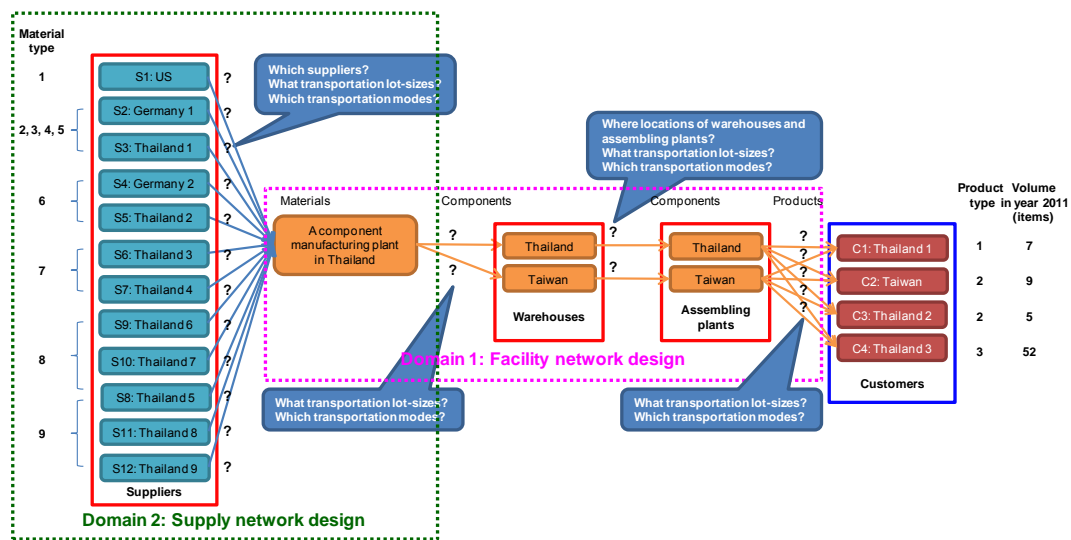 Material
type
1
2, 3, 4, 5
6
7
8
9
S1: US
S2: Germany 1
S3: Thailand 1
S4: Germany 2
S5: Thailand 2
S6: Thailand 3
S7: Thailand 4
S9: Thailand 6
S10: Thailand 7
S8: Thailand 5
S11: Thailand 8
S12: Thailand 9
Suppliers
?
?
?
?
?
?
?
?
?
?
?
?
Domain 2: Supply network design
Which suppliers?
What transportation lot-sizes?
Which transportation modes?
Materials
A component
manufacturing plant
in Thailand
Components
?
?
What transportation lot-sizes?
Which transportation modes?
Thailand
Taiwan
Warehouses
Where locations of warehouses and
assembling plants?
What transportation lot-sizes?
Which transportation modes?
?
?
Components
Thailand
Taiwan
Assembling
plants
Domain 1: Facility network design
Products
?
?
?
?
?
What transportation lot-sizes?
Which transportation modes?
C1: Thailand 1
C2: Taiwan
C3: Thailand 2
C4: Thailand 3
Customers
Product Volume
type in year 2011
(items)
1 7
2 9
2 5
3 52